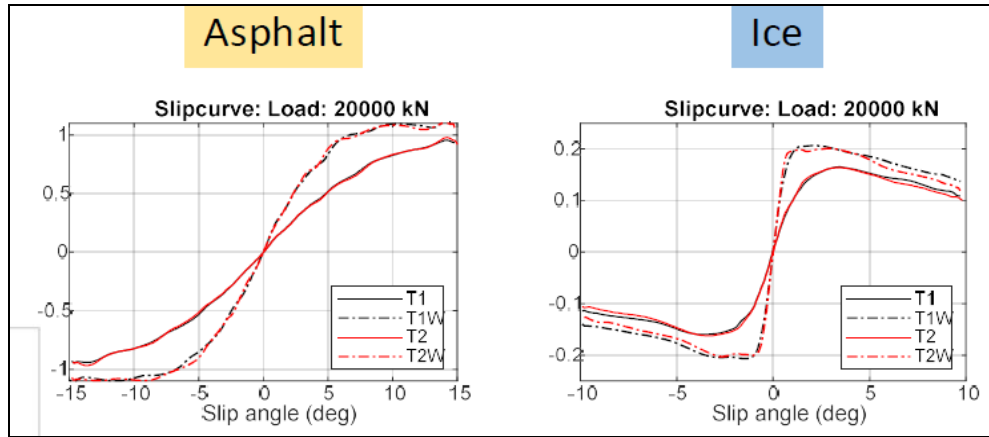 Asphalt
Slipcurve: Load: 20000 kN
1
0.5
0
-0.5
-1
-15
-10
-5
0
5
10
15
Slip angle (deg)
T1
T1W
T2
T2W
Ice
Slipcurve: Load: 20000 kN
0.2
0.1
0
-0.1
-0.2
-10
-5
0
5
10
Slip angle (deg)
T1
T1W
T2
T2W